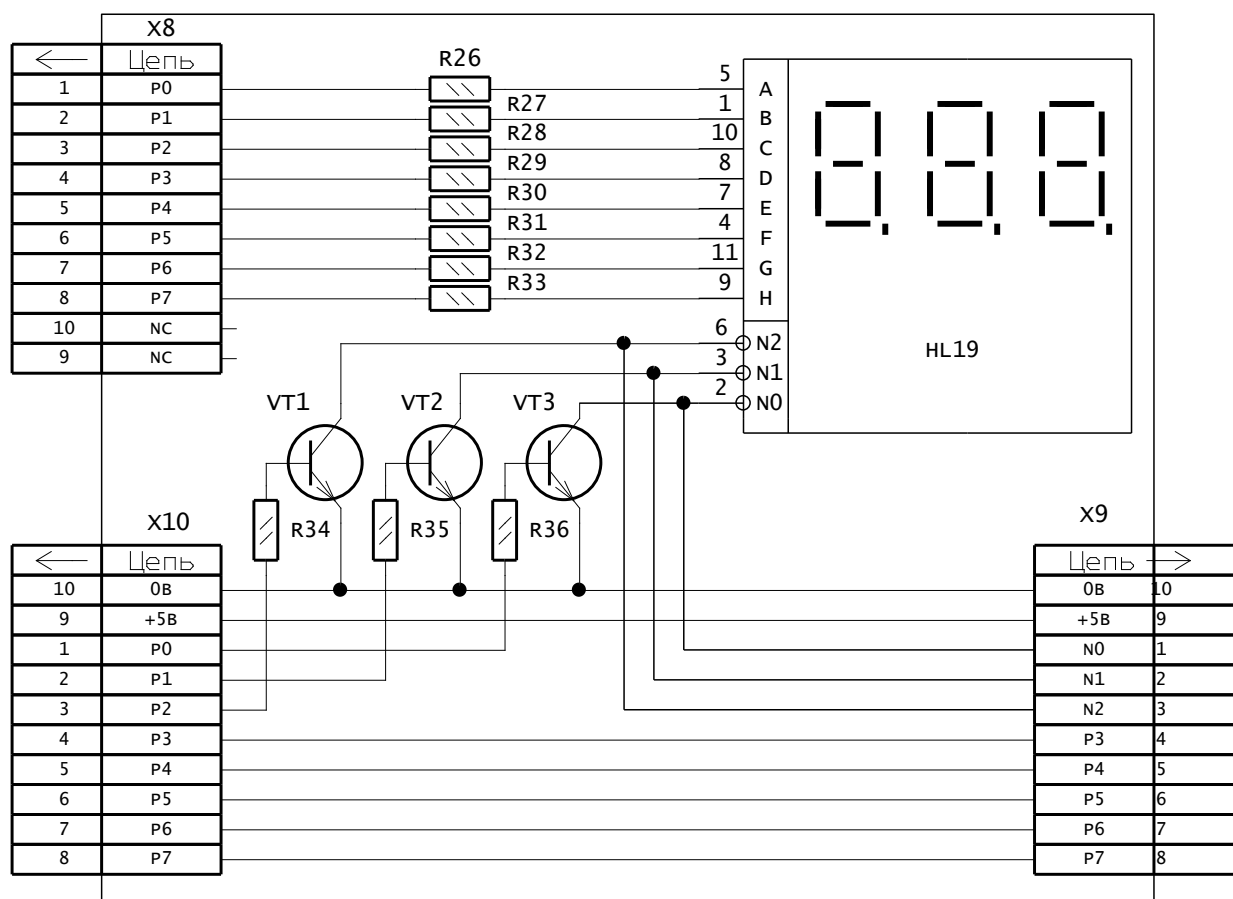 X8
Цепь
R26
1 P0 5 A
R27
2 P1 1 B
R28
3 P2 10 C
R29
4 P3 8 D
R30
5 P4 7 E
R31
6 P5 4 F
R32
7 P6 11 G
R33
8 P7 9 H
10 NC
6 N2
HL19
9 NC
3 N1
2 N0
VT1 VT2 VT3
R34 R35 R36
X10
Цепь
10 0В
9 +5В
1 P0
2 P1
3 P2
4 P3
5 P4
6 P5
7 P6
8 P7
X9
Цепь
0В 10
+5В 9
N0 1
N1 2
N2 3
P3 4
P4 5
P5 6
P6 7
P7 8